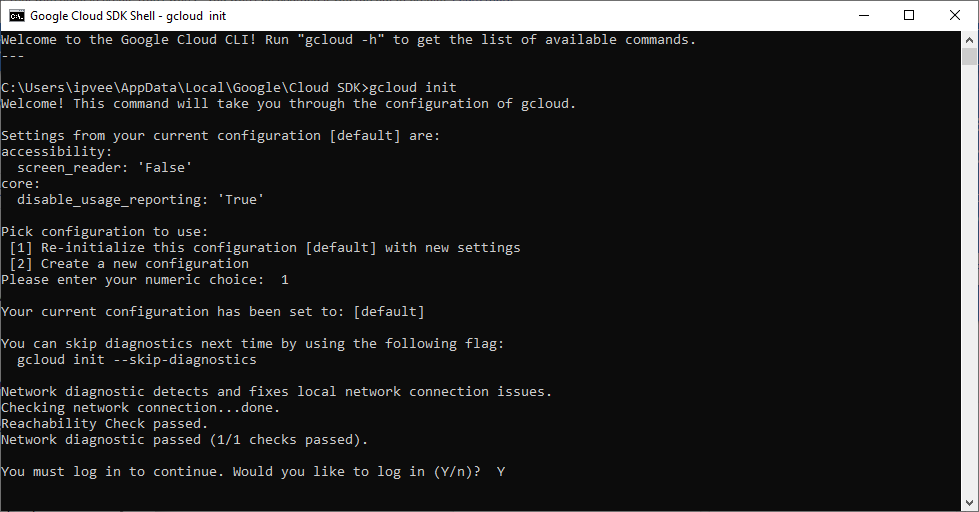 Google Cloud SDK Shell - gcloud  init
Welcome to the Google Cloud CLI! Run "gcloud -h" to get the list of available commands.
---
C:\Users\ipvee\AppData\Local\Google\Cloud SDK>gcloud init
Welcome! This command will take you through the configuration of gcloud.
Settings from your current configuration [default] are:
accessibility:
  screen_reader: 'False'
core:
  disable_usage_reporting: 'True'
Pick configuration to use:
 [1] Re-initialize this configuration [default] with new settings
 [2] Create a new configuration
Please enter your numeric choice:  1
Your current configuration has been set to: [default]
You can skip diagnostics next time by using the following flag:
  gcloud init --skip-diagnostics
Network diagnostic detects and fixes local network connection issues.
Checking network connection...done.
Reachability Check passed.
Network diagnostic passed (1/1 checks passed).
You must log in to continue. Would you like to log in (Y/n)?  Y